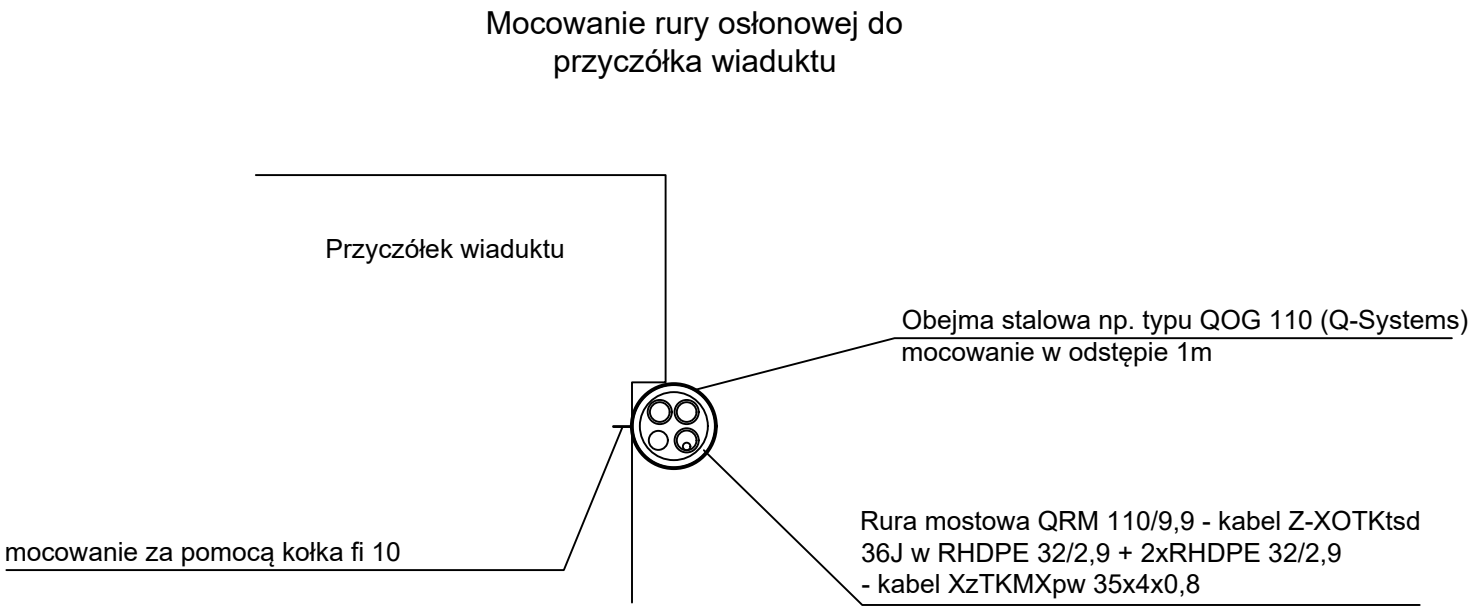 Mocowanie rury osłonowej do
przyczółka wiaduktu
Przyczółek wiaduktu
Obejma stalowa np. typu QOG 110 (Q-Systems)
mocowanie w odstępie 1m
Rura mostowa QRM 110/9,9 - kabel Z-XOTKtsd
36J w RHDPE 32/2,9 + 2xRHDPE 32/2,9
- kabel XzTKMXpw 35x4x0,8
mocowanie za pomocą kołka fi 10